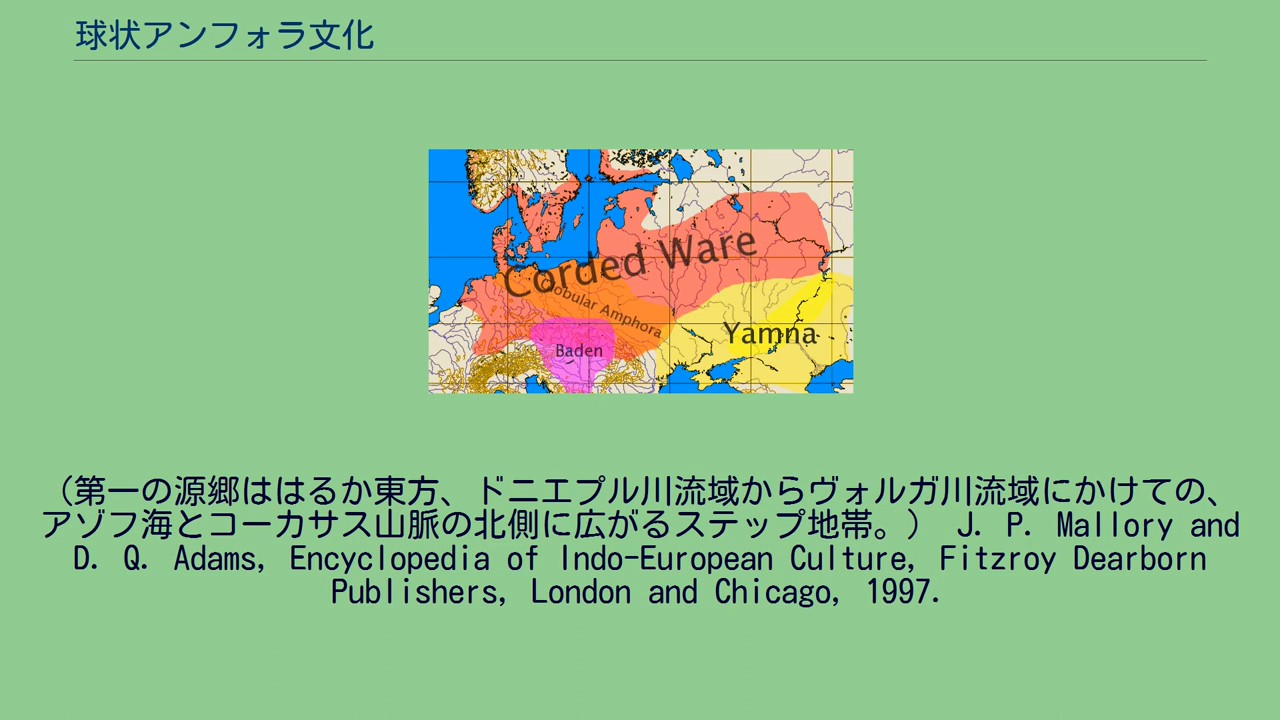 球状アンフォラ文化
Corded Ware
Globular Amphora
Yamna
Baden
（第一の源郷ははるか東方、ドニエプル川流域からヴォルガ川流域にかけての、
アゾフ海とコーカサス山脈の北側に広がるステップ地帯。） J. P. Mallory and
D. Q. Adams, Encyclopedia of Indo-European Culture, Fitzroy Dearborn
Publishers, London and Chicago, 1997.